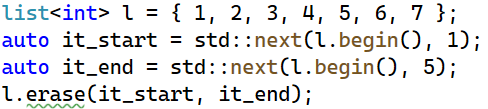 list<int> l = { 1, 2, 3, 4, 5, 6, 7 };
auto it_start = std::next(l.begin(), 1);
auto it_end = std::next(l.begin(), 5);
l.erase(it_start, it_end);